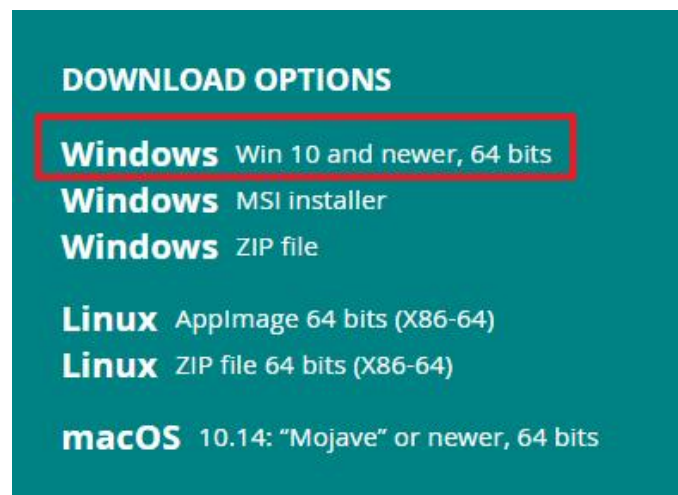 DOWNLOAD OPTIONS
Windows Win 10 and newer, 64 bits
Windows MSI installer
Windows ZIP file
Linux AppImage 64 bits (X86-64)
Linux ZIP file 64 bits (X86-64)
macOS 10.14: “Mojave” or newer, 64 bits